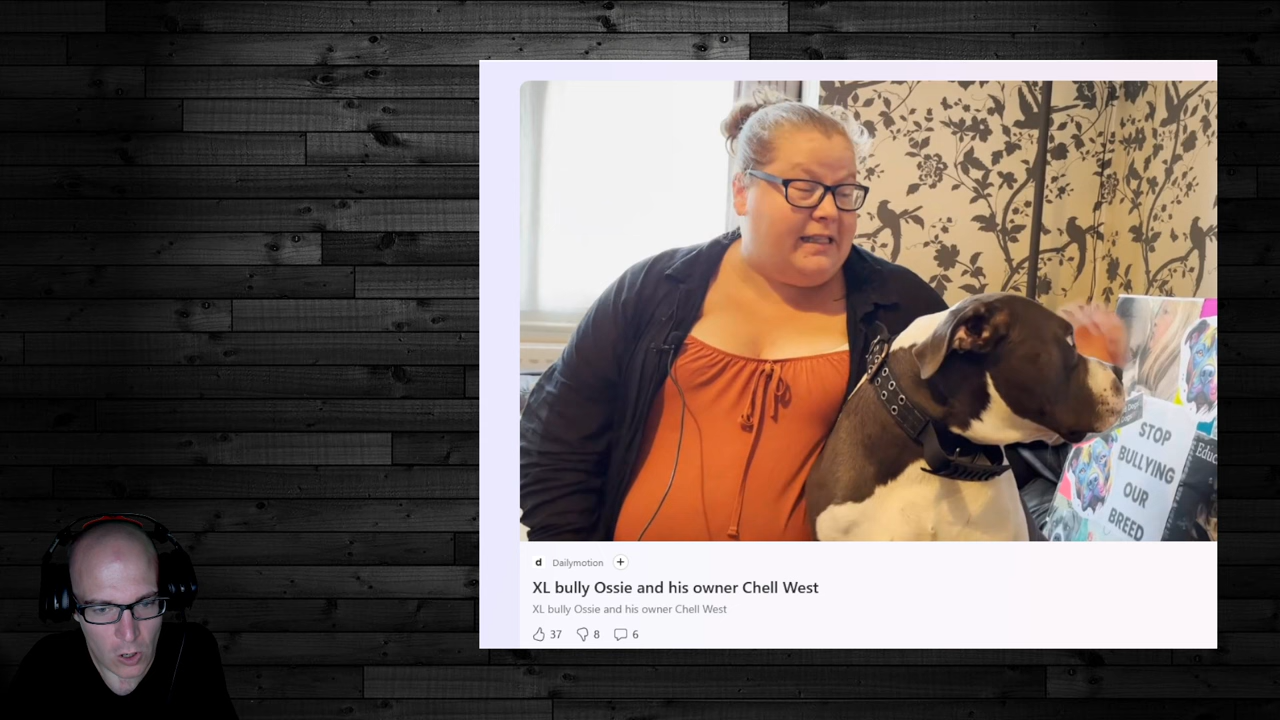 STOP
BULLYING
OUR
BREED
Educ
d Dailymotion +
XL bully Ossie and his owner Chell West
XL bully Ossie and his owner Chell West
37 8 6